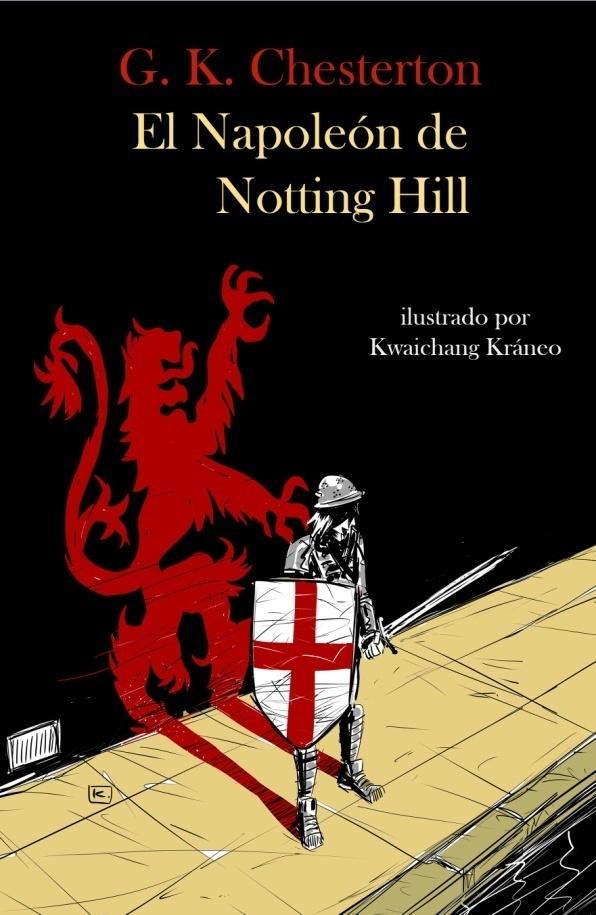 G. K. Chesterton
El Napoleón de
Notting Hill
ilustrado por
Kwaichang Kráneo
K.